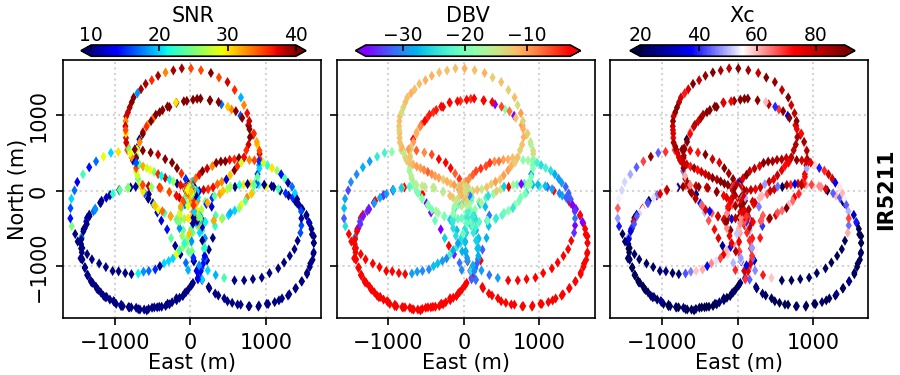 SNR DBV Xc
10 20 30 40 −30 −20 −10 20 40 60 80
1000
0
−1000
North (m)
IR5211
−1000 0 1000 −1000 0 1000 −1000 0 1000
East (m) East (m) East (m)